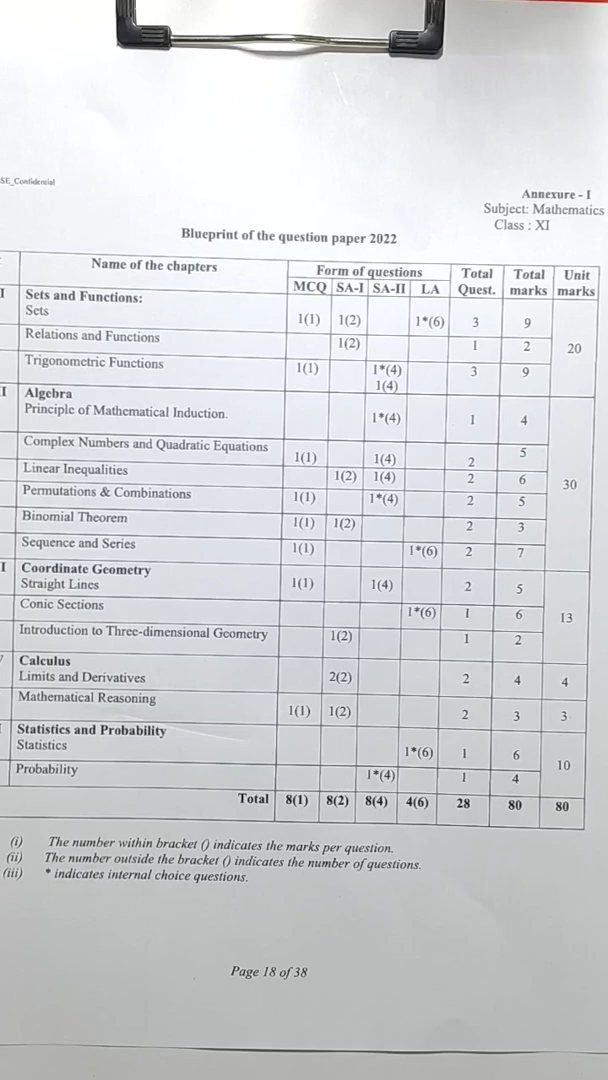 SE_Confidential
Annexure - I
Subject: Mathematics
Class : XI
Blueprint of the question paper 2022
Name of the chapters Form of questions Total Quest. Total marks Unit marks
MCQ SA-I SA-II LA
I Sets and Functions:
Sets 1(1) 1(2) 1*(6) 3 9 20
Relations and Functions 1(2) 1 2
Trigonometric Functions 1(1) 1*(4) 1(4) 3 9
I Algebra
Principle of Mathematical Induction. 1*(4) 1 4 30
Complex Numbers and Quadratic Equations 1(1) 1(4) 2 5
Linear Inequalities 1(2) 1(4) 2 6
Permutations & Combinations 1(1) 1*(4) 2 5
Binomial Theorem 1(1) 1(2) 2 3
Sequence and Series 1(1) 1*(6) 2 7
I Coordinate Geometry
Straight Lines 1(1) 1(4) 2 5 13
Conic Sections 1*(6) 1 6
Introduction to Three-dimensional Geometry 1(2) 1 2
Calculus
Limits and Derivatives 2(2) 2 4 4
Mathematical Reasoning 1(1) 1(2) 2 3 3
Statistics and Probability
Statistics 1*(6) 1 6 10
Probability 1*(4) 1 4
Total 8(1) 8(2) 8(4) 4(6) 28 80 80
(i) The number within bracket () indicates the marks per question.
(ii) The number outside the bracket () indicates the number of questions.
(iii) * indicates internal choice questions.
Page 18 of 38